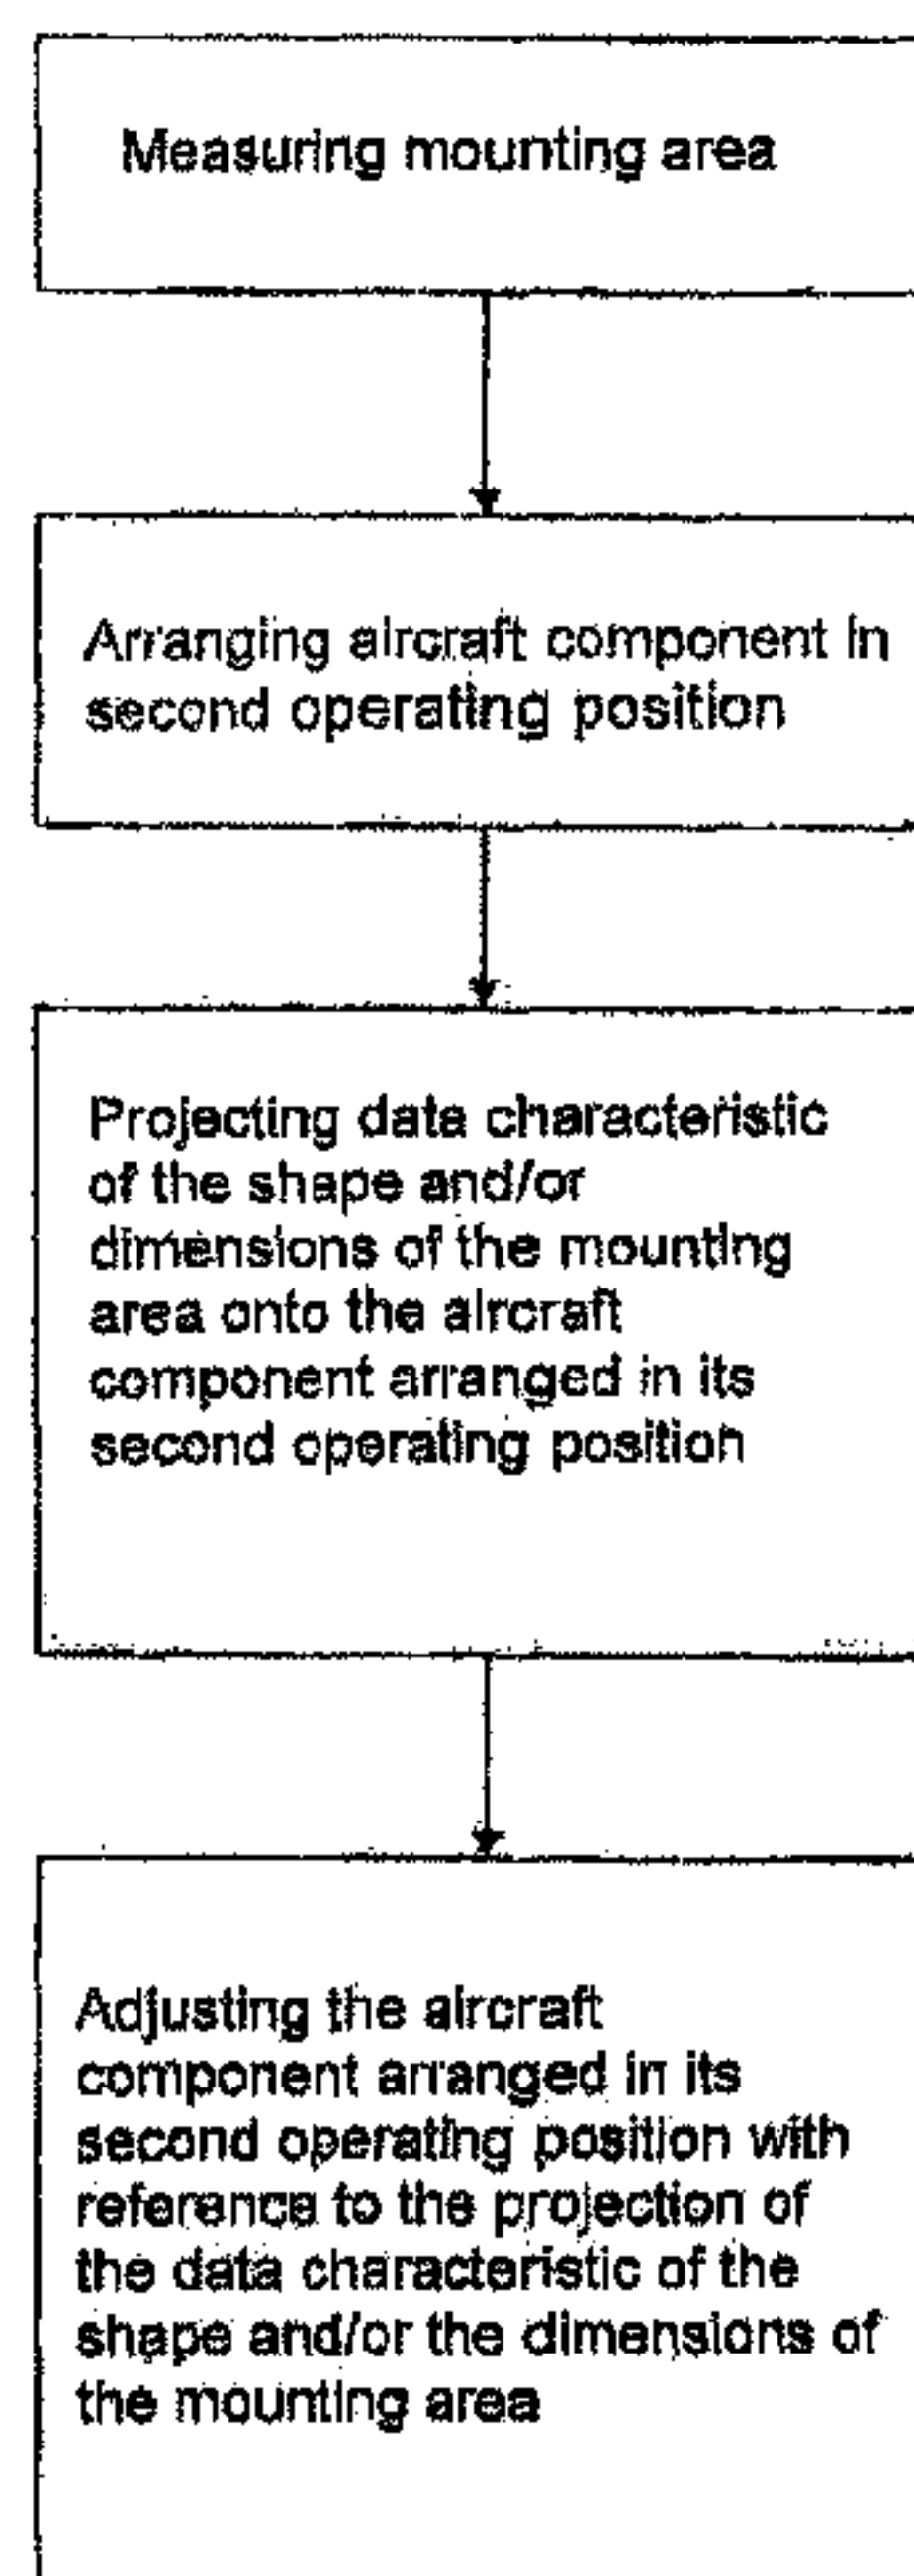 Measuring mounting area
Arranging aircraft component in
second operating position
Projecting data characteristic
of the shape and/or
dimensions of the mounting
area onto the aircraft
component arranged in its
second operating position
Adjusting the aircraft
component arranged in its
second operating position with
reference to the projection of
the data characteristic of the
shape and/or the dimensions of
the mounting area